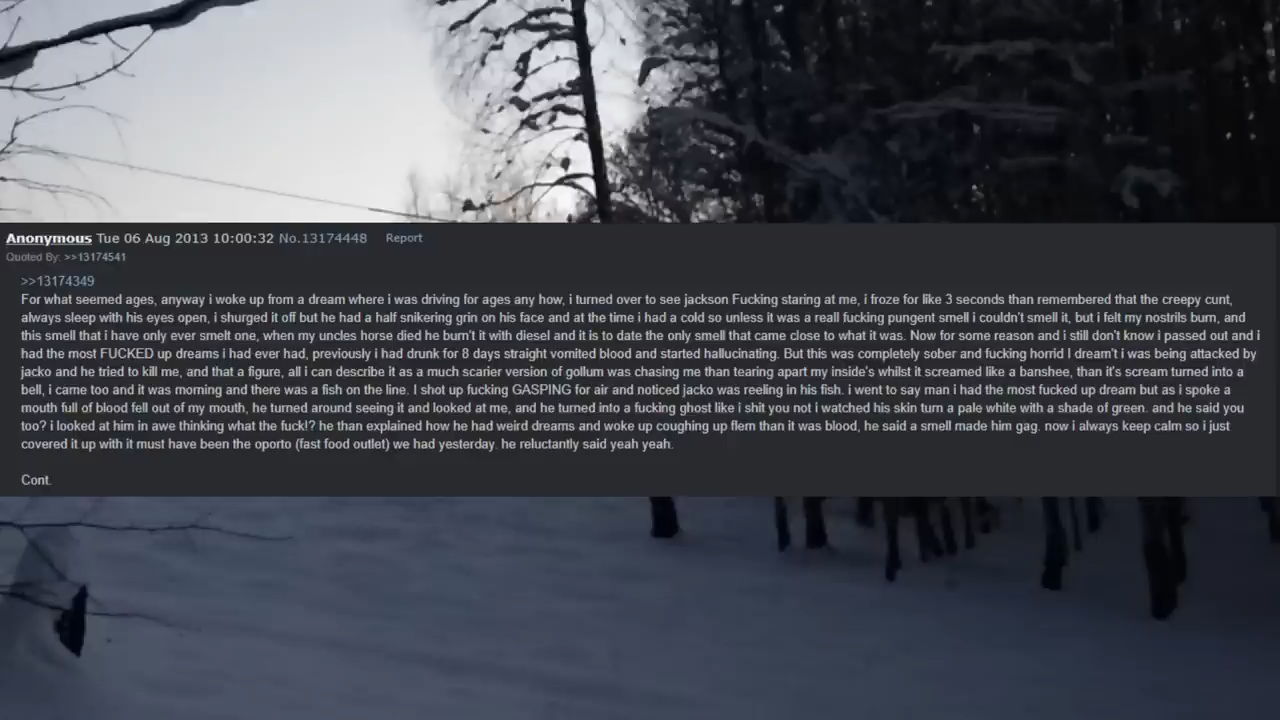 Anonymous Tue 06 Aug 2013 10:00:32 No.13174448 Report
Quoted By: >>13174541
>>13174349
For what seemed ages, anyway i woke up from a dream where i was driving for ages any how, i turned over to see jackson Fucking staring at me, i froze for like 3 seconds than remembered that the creepy cunt,
always sleep with his eyes open, i shurged it off but he had a half snikering grin on his face and at the time i had a cold so unless it was a reall fucking pungent smell i couldn't smell it, but i felt my nostrils burn, and
this smell that i have only ever smelt one, when my uncles horse died he burn't it with diesel and it is to date the only smell that came close to what it was. Now for some reason and i still don't know i passed out and i
had the most FUCKED up dreams i had ever had, previously i had drunk for 8 days straight vomited blood and started hallucinating. But this was completely sober and fucking horrid I dream't i was being attacked by
jacko and he tried to kill me, and that a figure, all i can describe it as a much scarier version of gollum was chasing me than tearing apart my inside's whilst it screamed like a banshee, than it's scream turned into a
bell, i came too and it was morning and there was a fish on the line. I shot up fucking GASPING for air and noticed jacko was reeling in his fish. i went to say man i had the most fucked up dream but as i spoke a
mouth full of blood fell out of my mouth, he turned around seeing it and looked at me, and he turned into a fucking ghost like i shit you not i watched his skin turn a pale white with a shade of green. and he said you
too? i looked at him in awe thinking what the fuck!? he than explained how he had weird dreams and woke up coughing up flem than it was blood, he said a smell made him gag. now i always keep calm so i just
covered it up with it must have been the oporto (fast food outlet) we had yesterday. he reluctantly said yeah yeah.
Cont.